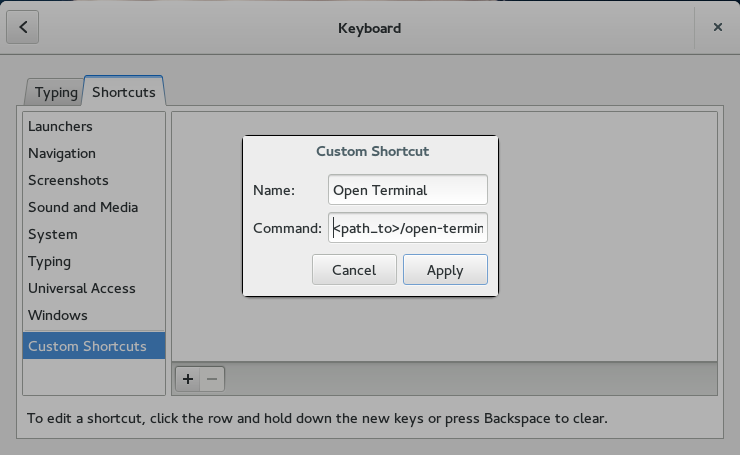 Keyboard
Typing
Shortcuts
Launchers
Navigation
Screenshots
Sound and Media
System
Typing
Universal Access
Windows
Custom Shortcuts
Custom Shortcut
Name: Open Terminal
Command: <path_to>/open-termin
Cancel
Apply
To edit a shortcut, click the row and hold down the new keys or press Backspace to clear.